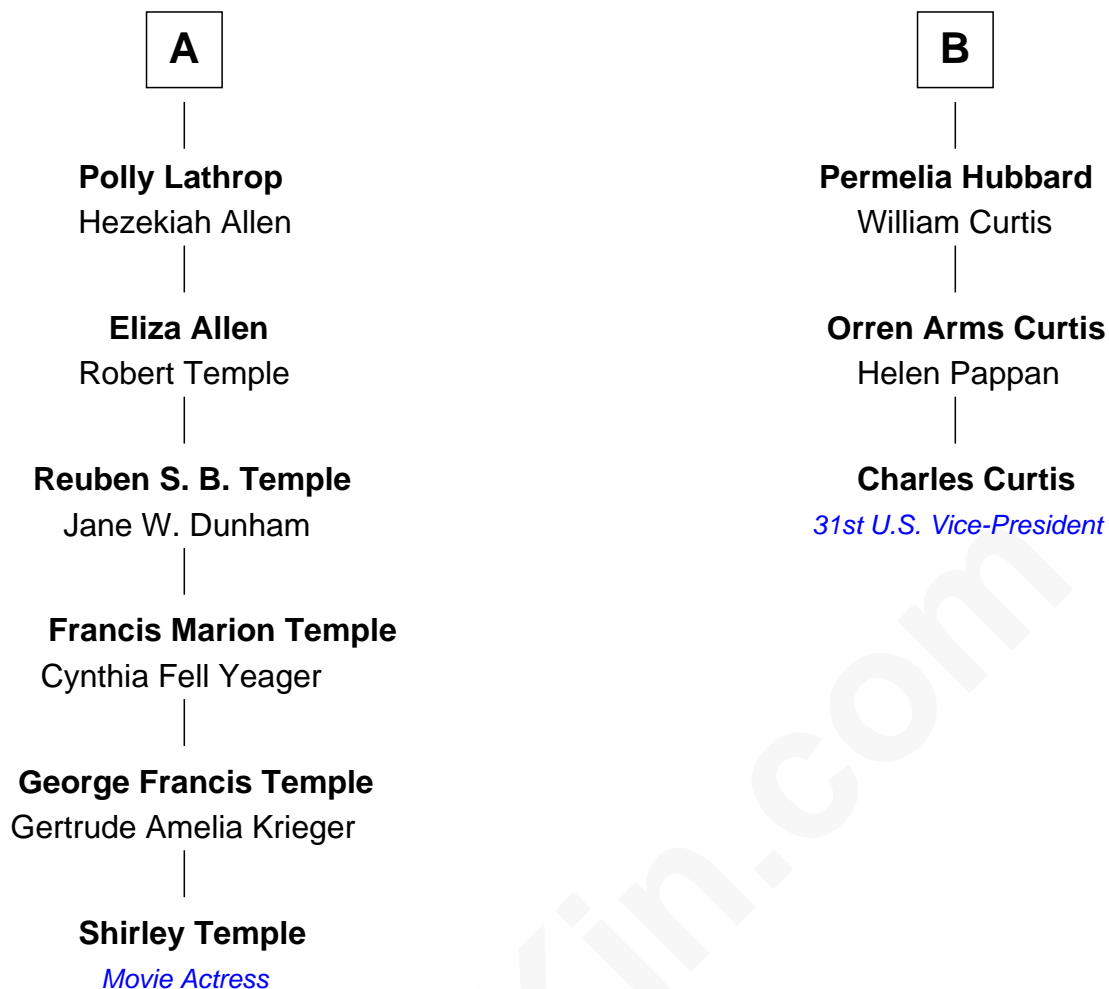 A
Polly Lathrop
Hezekiah Allen
Eliza Allen
Robert Temple
Reuben S. B. Temple
Jane W. Dunham
Francis Marion Temple
Cynthia Fell Yeager
George Francis Temple
Gertrude Amelia Krieger
Shirley Temple
Movie Actress
B
Permelia Hubbard
William Curtis
Orren Arms Curtis
Helen Pappan
Charles Curtis
31st U.S. Vice-President